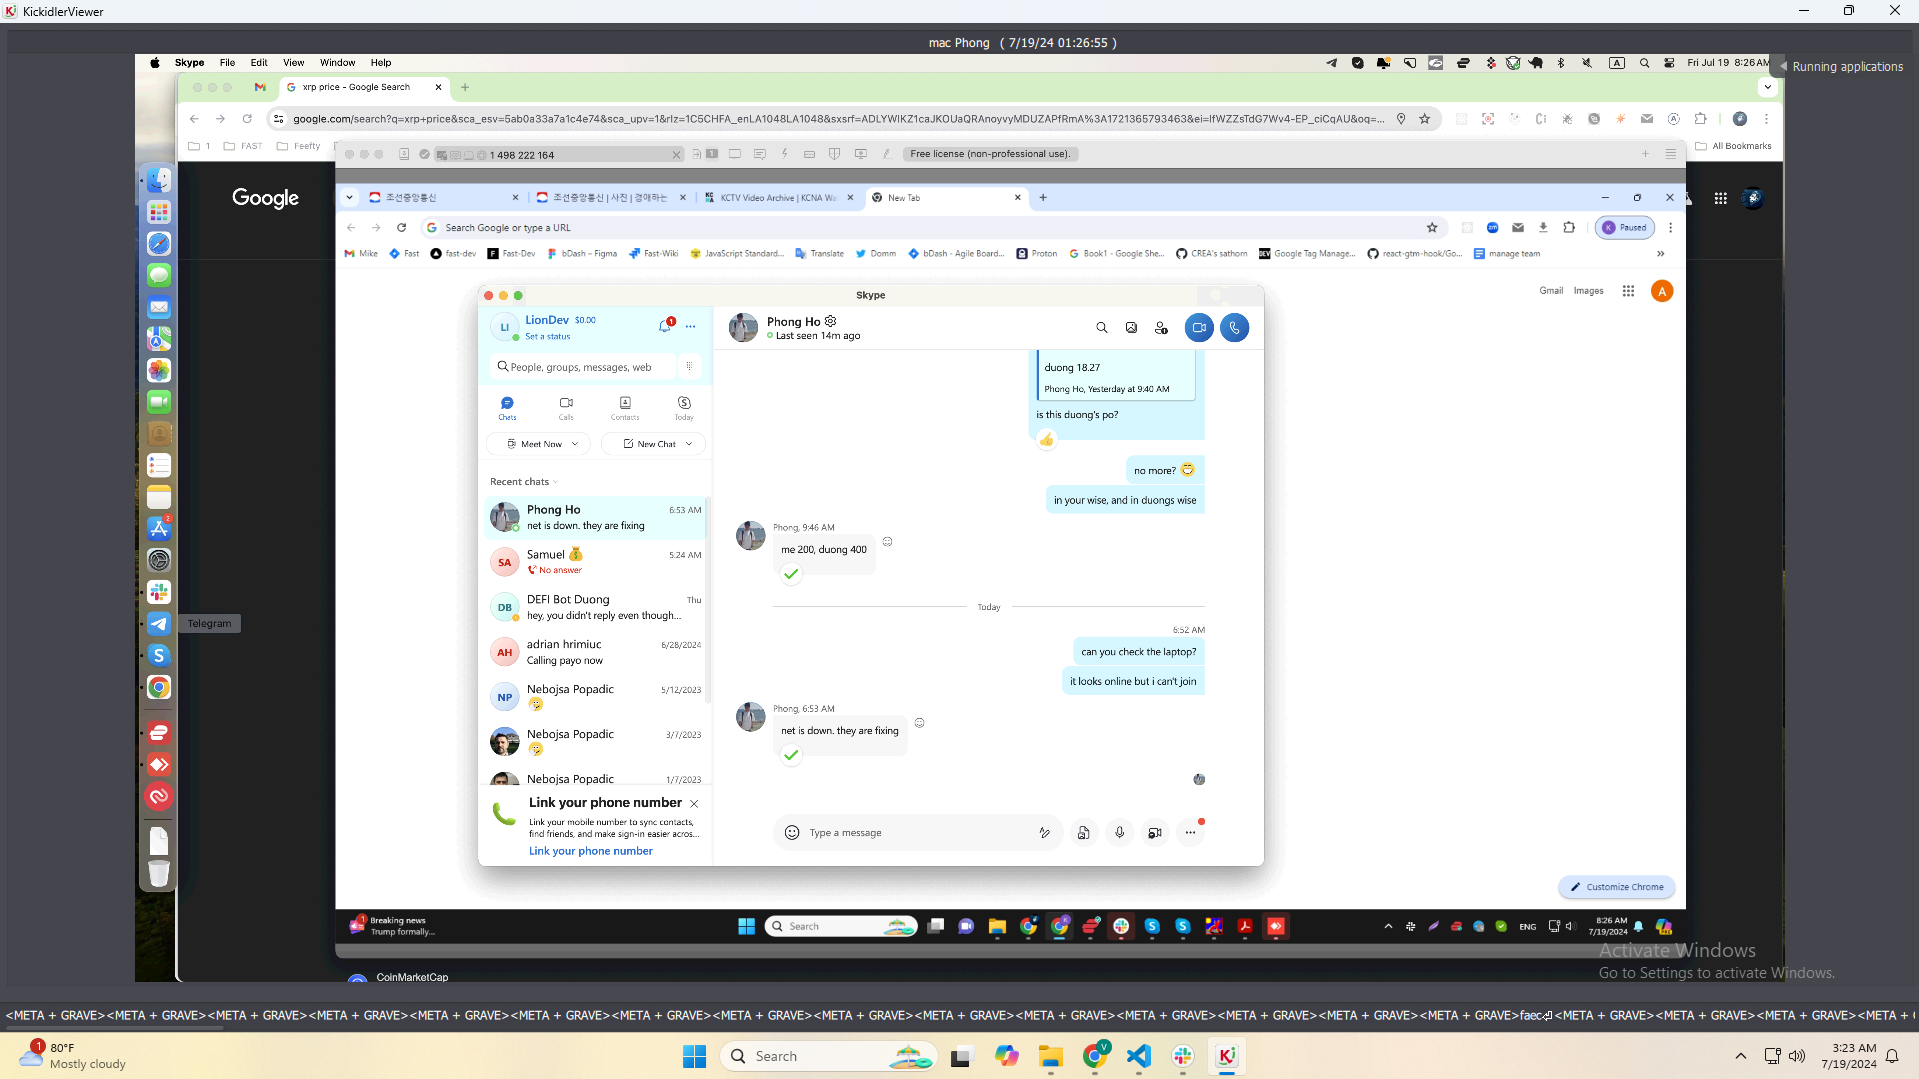 KickidlerViewer
mac Phong ( 7/19/24 01:26:55 )
Skype File Edit View Window Help
Fri Jul 19 8:26 AM
Running applications
xrp price - Google Search
google.com/search?q=xrp+price&sca_esv=5ab0a33a7a1c4e74&sca_upv=1&rlz=1C5CHFA_enLA1048LA1048&sxsrf=ADLYWIKZ1caJKOUaQRAnoyvyMDUZAPfRmA%3A1721365793463&ei=lfWZZsTdG7Wv4-EP_ciCqAU&oq=...
1
FAST
Feefty
All Bookmarks
1 498 222 164
1
Free license (non-professional use).
Google
조선중앙통신
조선중앙통신 | 사진 | 경애하는
KCTV Video Archive | KCNA Wa
New Tab
Search Google or type a URL
K Paused
Mike Fast fast-dev Fast-Dev bDash – Figma Fast-Wiki JavaScript Standard... Translate Domm bDash - Agile Board... Proton Book1 - Google She... CREA's sathorn Google Tag Manage... react-gtm-hook/Go... manage team
»
Gmail Images
A
Skype
LI
LionDev $0.00
Set a status
1
People, groups, messages, web
Chats
Calls
Contacts
Today
Meet Now
New Chat
Recent chats
Phong Ho 6:53 AM
net is down. they are fixing
SA
Samuel 💰 5:24 AM
No answer
DB
DEFI Bot Duong Thu
hey, you didn't reply even though...
AH
adrian hrimiuc 6/28/2024
Calling payo now
NP
Nebojsa Popadic 5/12/2023
Nebojsa Popadic 3/7/2023
Nebojsa Popadic 1/7/2023
Link your phone number
Link your mobile number to sync contacts,
find friends, and make sign-in easier acros...
Link your phone number
Phong Ho
Last seen 14m ago
duong 18.27
Phong Ho, Yesterday at 9:40 AM
is this duong's po?
no more? 😁
in your wise, and in duongs wise
Phong, 9:46 AM
me 200, duong 400
Today
6:52 AM
can you check the laptop?
it looks online but i can't join
Phong, 6:53 AM
net is down. they are fixing
Type a message
Telegram
2
Customize Chrome
1
Breaking news
Trump formally...
Search
ENG
8:26 AM
7/19/2024
Activate Windows
Go to Settings to activate Windows.
CoinMarketCap
<META + GRAVE><META + GRAVE><META + GRAVE><META + GRAVE><META + GRAVE><META + GRAVE><META + GRAVE><META + GRAVE><META + GRAVE><META + GRAVE><META + GRAVE><META + GRAVE><META + GRAVE><META + GRAVE><META + GRAVE>faec⏎<META + GRAVE><META + GRAVE><META + GRAVE><META + (
1
80°F
Mostly cloudy
Search
V
3:23 AM
7/19/2024